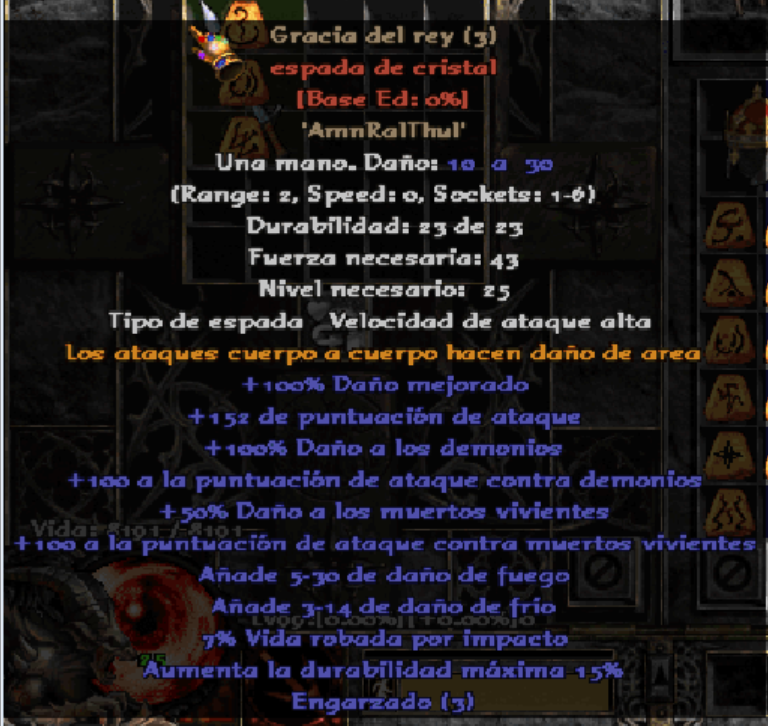 Gracia del rey (3)
espada de cristal
[Base Ed: 0%]
'AmnRalThul'
Una mano. Daño: 10 a 30
(Range: 2, Speed: 0, Sockets: 1-6)
Durabilidad: 23 de 23
Fuerza necesaria: 43
Nivel necesario: 25
Tipo de espada Velocidad de ataque alta
Los ataques cuerpo a cuerpo hacen daño de area
+100% Daño mejorado
+152 de puntuación de ataque
+100% Daño a los demonios
+100 a la puntuación de ataque contra demonios
+50% Daño a los muertos vivientes
Vida: 8101 / 8101
+100 a la puntuación de ataque contra muertos vivientes
Añade 5-30 de daño de fuego
Añade 3-14 de daño de frío
7% Vida robada por impacto
Aumenta la durabilidad máxima 15%
Engarzado (3)